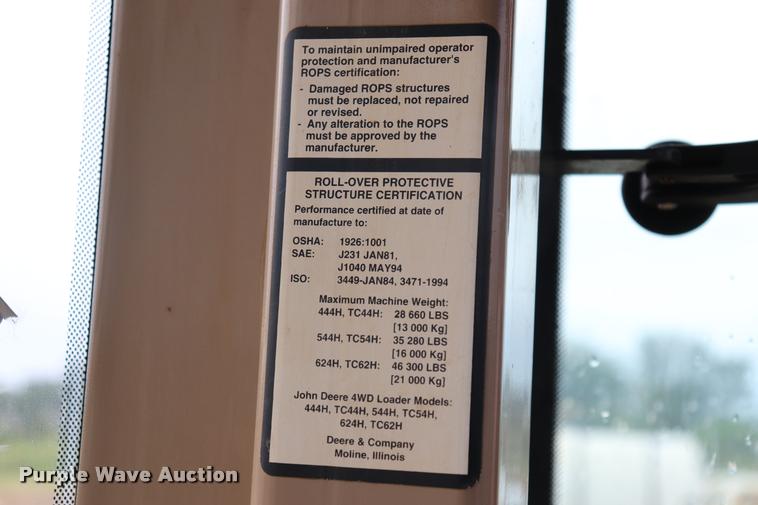 To maintain unimpaired operator
protection and manufacturer's
ROPS certification:
- Damaged ROPS structures
must be replaced, not repaired
or revised.
- Any alteration to the ROPS
must be approved by the
manufacturer.
ROLL-OVER PROTECTIVE
STRUCTURE CERTIFICATION
Performance certified at date of
manufacture to:
OSHA: 1926:1001
SAE: J231 JAN81,
J1040 MAY94
ISO: 3449-JAN84, 3471-1994
Maximum Machine Weight:
444H, TC44H: 28 660 LBS
[13 000 Kg]
544H, TC54H: 35 280 LBS
[16 000 Kg]
624H, TC62H: 46 300 LBS
[21 000 Kg]
John Deere 4WD Loader Models:
444H, TC44H, 544H, TC54H,
624H, TC62H
Deere & Company
Moline, Illinois
Purple Wave Auction